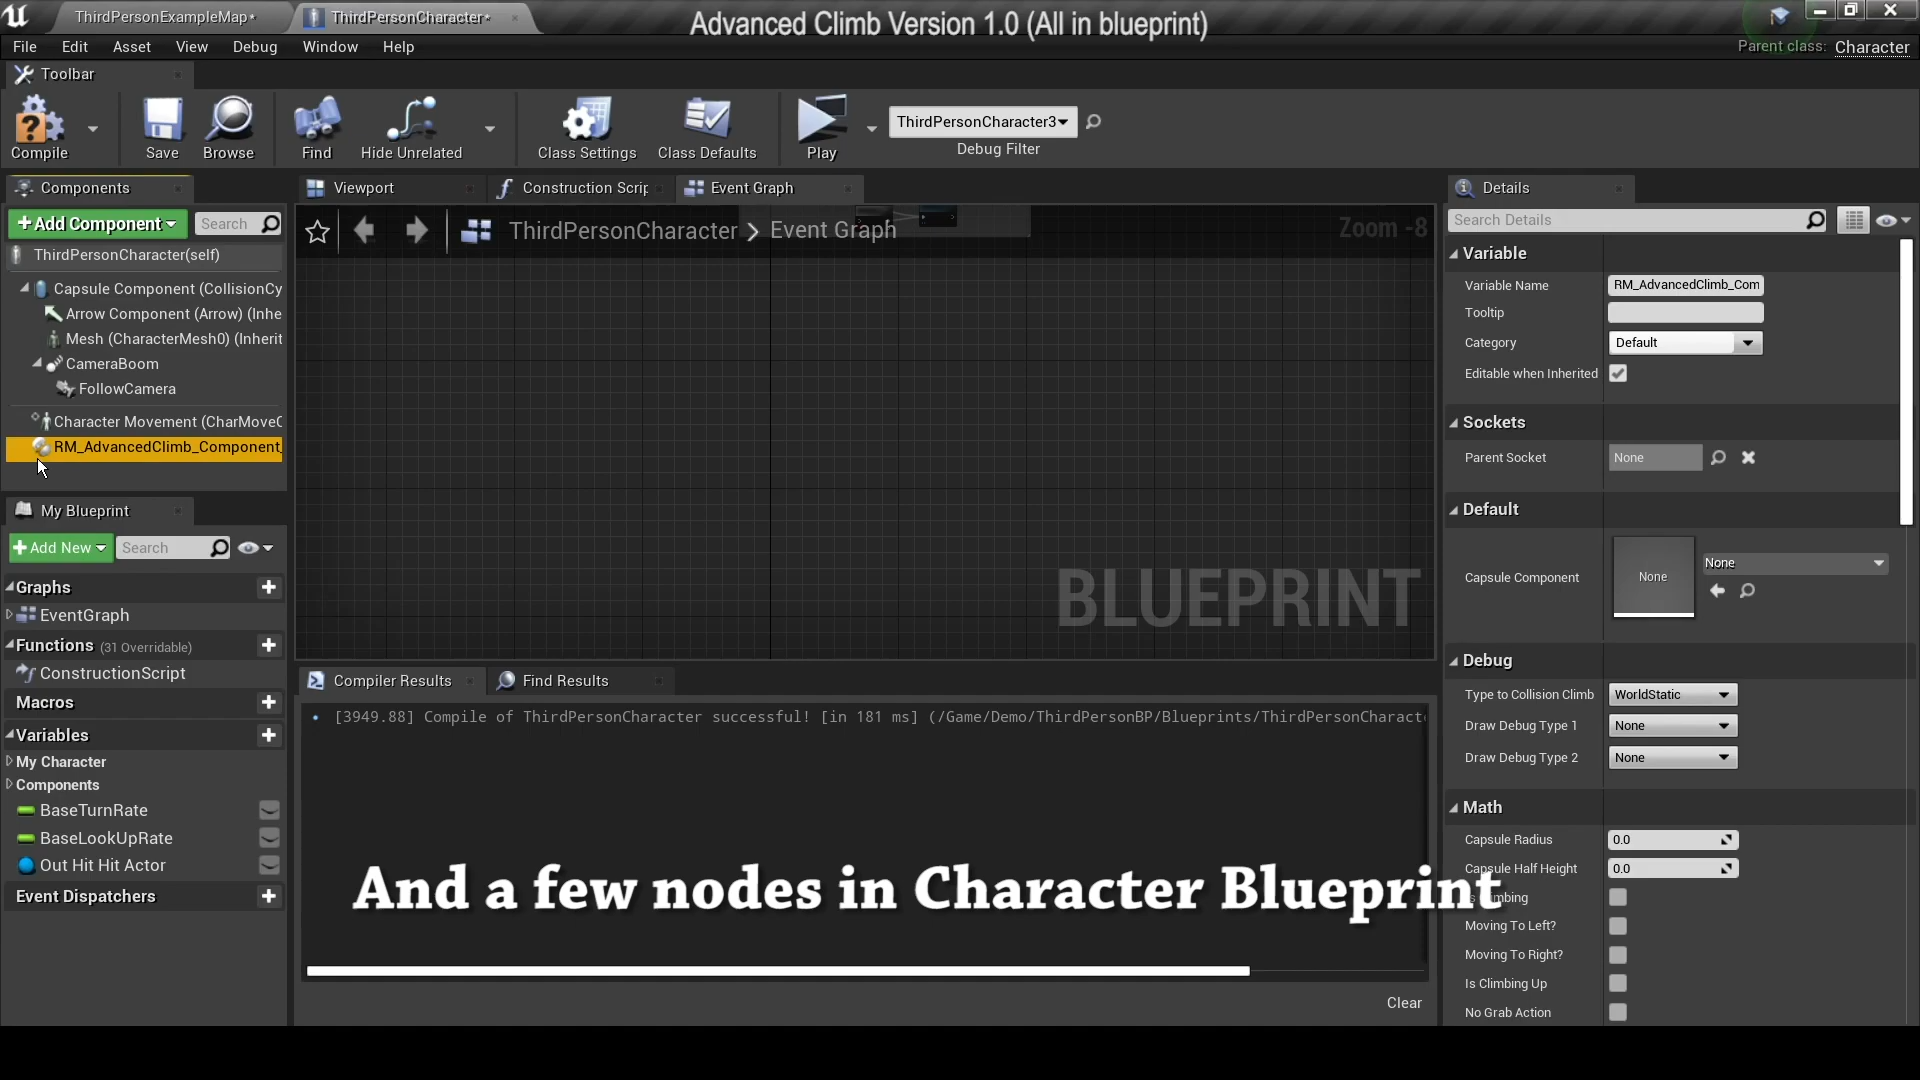 ThirdPersonExampleMap*
ThirdPersonCharacter*
Advanced Climb Version 1.0 (All in blueprint)
File Edit Asset View Debug Window Help
Parent class: Character
Toolbar
Compile
Save
Browse
Find
Hide Unrelated
Class Settings
Class Defaults
Play
ThirdPersonCharacter3
Debug Filter
Components
+Add Component
Search
ThirdPersonCharacter(self)
Capsule Component (CollisionCy
Arrow Component (Arrow) (Inhe
Mesh (CharacterMesh0) (Inherit
CameraBoom
FollowCamera
Character Movement (CharMoveC
RM_AdvancedClimb_Component_
My Blueprint
+Add New
Search
Graphs
EventGraph
Functions (31 Overridable)
ConstructionScript
Macros
Variables
My Character
Components
BaseTurnRate
BaseLookUpRate
Out Hit Hit Actor
Event Dispatchers
Viewport
Construction Scrip
Event Graph
ThirdPersonCharacter > Event Graph
Zoom -8
BLUEPRINT
Compiler Results
Find Results
[3949.88] Compile of ThirdPersonCharacter successful! [in 181 ms] (/Game/Demo/ThirdPersonBP/Blueprints/ThirdPersonCharact
And a few nodes in Character Blueprint
Clear
Details
Search Details
Variable
Variable Name RM_AdvancedClimb_Com
Tooltip
Category Default
Editable when Inherited
Sockets
Parent Socket None
Default
Capsule Component None None
Debug
Type to Collision Climb WorldStatic
Draw Debug Type 1 None
Draw Debug Type 2 None
Math
Capsule Radius 0.0
Capsule Half Height 0.0
mbing
Moving To Left?
Moving To Right?
Is Climbing Up
No Grab Action